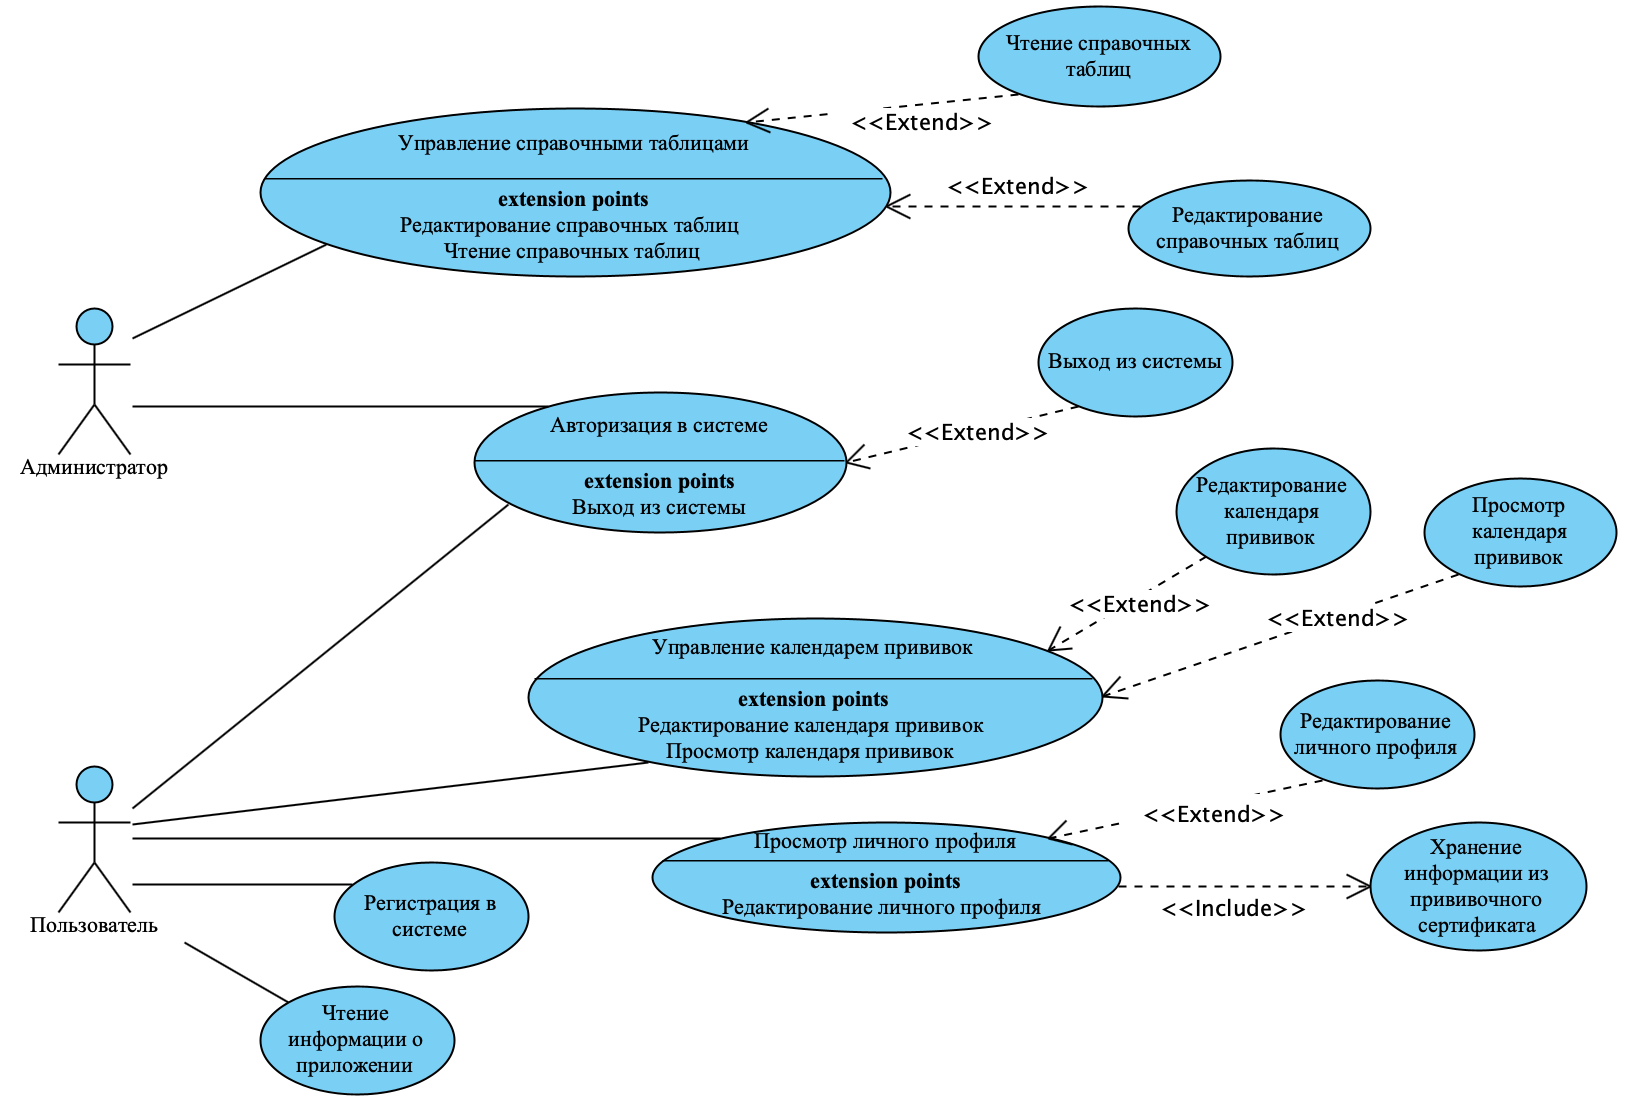 Чтение справочных
таблиц
<<Extend>>
Управление справочными таблицами
extension points
Редактирование справочных таблиц
Чтение справочных таблиц
<<Extend>>
Редактирование
справочных таблиц
Администратор
Выход из системы
<<Extend>>
Авторизация в системе
extension points
Выход из системы
Редактирование
календаря
прививок
Просмотр
календаря
прививок
<<Extend>>
<<Extend>>
Управление календарем прививок
extension points
Редактирование календаря прививок
Просмотр календаря прививок
Редактирование
личного профиля
<<Extend>>
Просмотр личного профиля
extension points
Редактирование личного профиля
<<Include>>
Хранение
информации из
прививочного
сертификата
Пользователь
Регистрация в
системе
Чтение
информации о
приложении